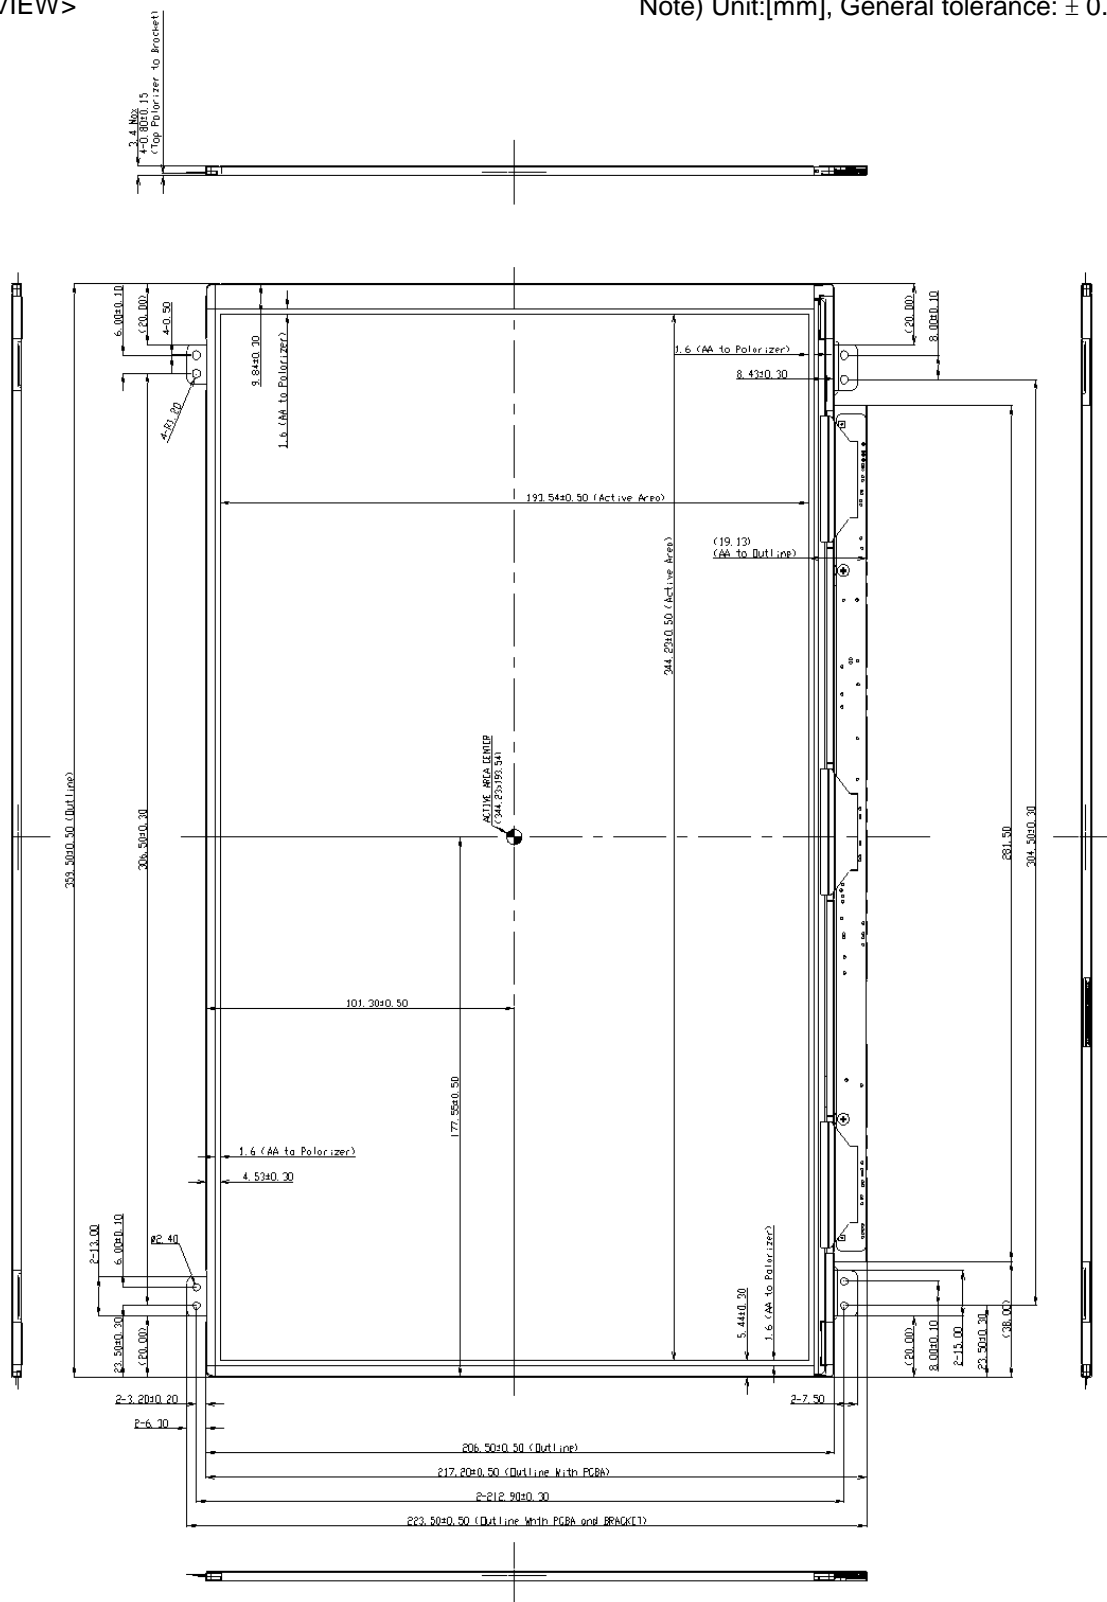 VIEW>
Note) Unit:[mm], General tolerance: ± 0.
3.4 Max
4-0.80±0.15
(Top Polarizer to Bracket)
6.00±0.10
(20.00)
4-0.50
4-R3.20
9.84±0.30
1.6 (AA to Polarizer)
1.6 (AA to Polarizer)
8.43±0.30
(20.00)
8.00±0.10
193.54±0.50 (Active Area)
(19.13)
(AA to Outline)
344.23±0.50 (Active Area)
ACTIVE AREA CENTER
(344.23x193.54)
359.50±0.50 (Outline)
306.50±0.30
281.50
304.50±0.30
101.30±0.50
177.55±0.50
1.6 (AA to Polarizer)
4.53±0.30
2-13.00
6.00±0.10
ø2.40
23.50±0.30
(20.00)
5.44±0.30
1.6 (AA to Polarizer)
(20.00)
8.00±0.10
2-15.00
23.50±0.30
(38.00)
2-3.20±0.20
2-6.30
2-7.50
206.50±0.50 (Outline)
217.20±0.50 (Outline With PCBA)
2-212.90±0.30
223.50±0.50 (Outline With PCBA and BRACKET)